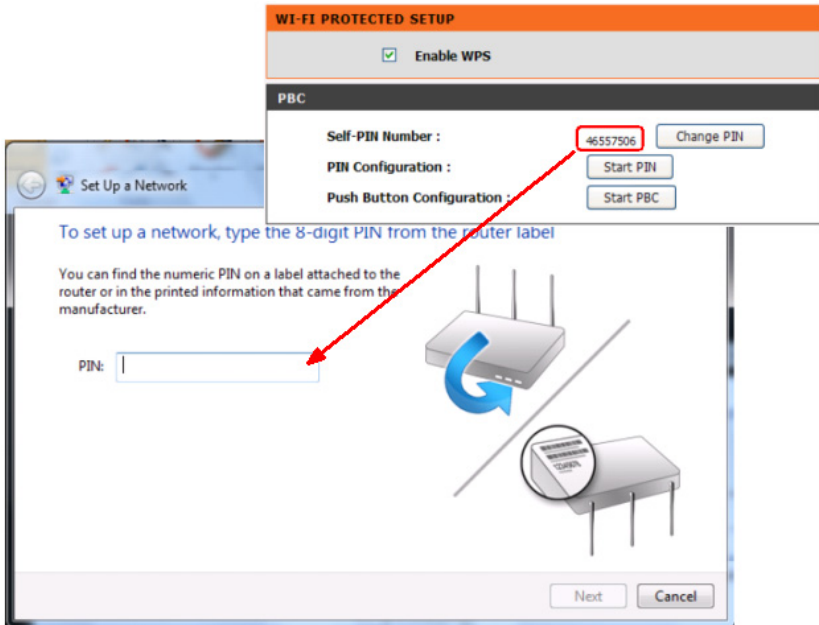 WI-FI PROTECTED SETUP
Enable WPS
PBC
Self-PIN Number :
46557506
Change PIN
PIN Configuration :
Start PIN
Push Button Configuration :
Start PBC
Set Up a Network
To set up a network, type the 8-digit PIN from the router label
You can find the numeric PIN on a label attached to the
router or in the printed information that came from the
manufacturer.
PIN:
12345678
Next
Cancel